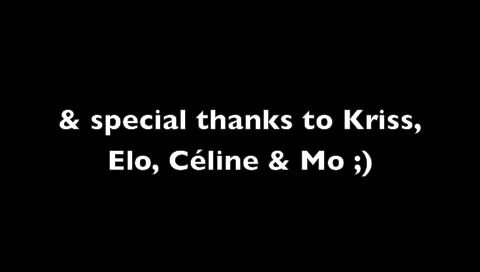 & special thanks to Kriss,
Elo, Céline & Mo ;)